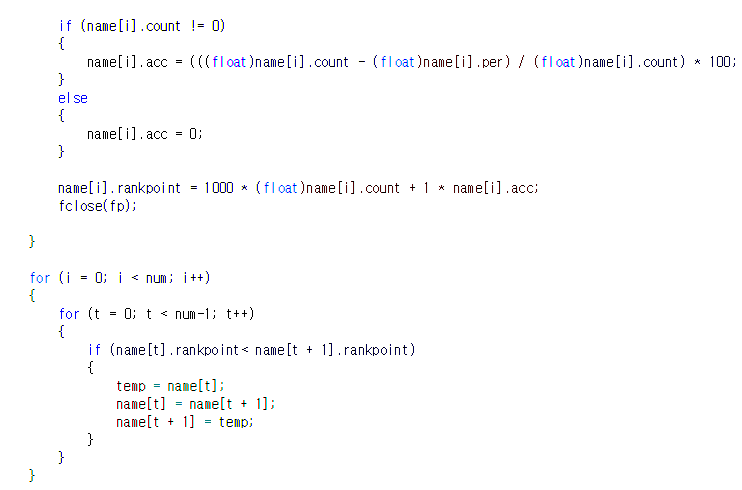 if (name[i].count != 0)
{
name[i].acc = (((float)name[i].count - (float)name[i].per) / (float)name[i].count) * 100;
}
else
{
name[i].acc = 0;
}
name[i].rankpoint = 1000 * (float)name[i].count + 1 * name[i].acc;
fclose(fp);
}
for (i = 0; i < num; i++)
{
for (t = 0; t < num-1; t++)
{
if (name[t].rankpoint< name[t + 1].rankpoint)
{
temp = name[t];
name[t] = name[t + 1];
name[t + 1] = temp;
}
}
}